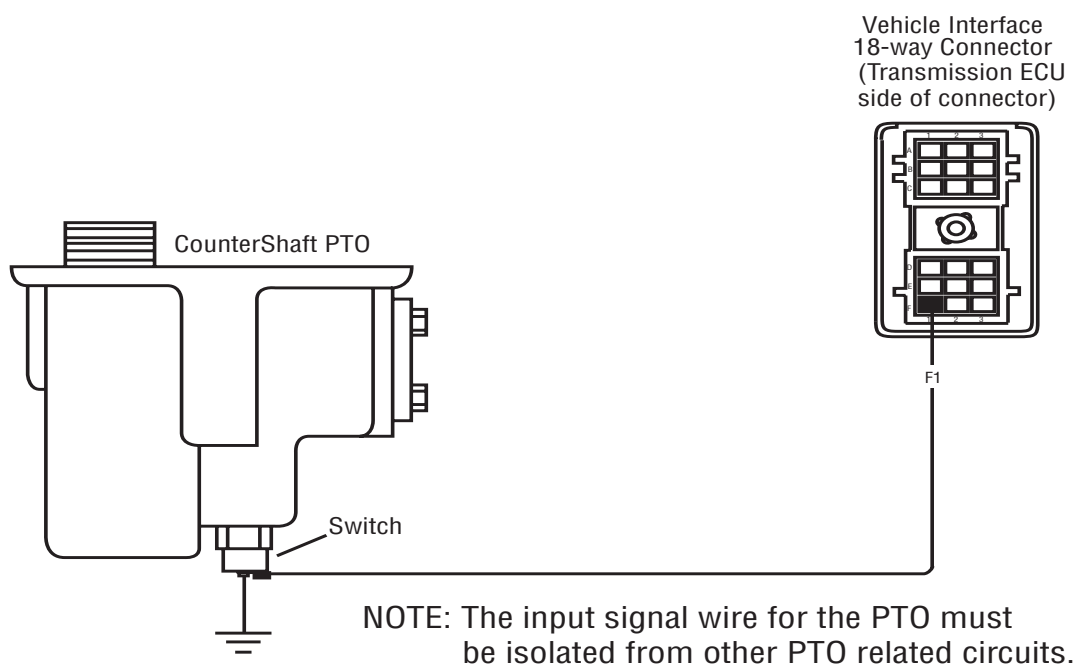 Vehicle Interface
18-way Connector
(Transmission ECU
side of connector)
1 2 3
A
B
C
D
E
F
1 2 3
F1
CounterShaft PTO
Switch
NOTE: The input signal wire for the PTO must
be isolated from other PTO related circuits.